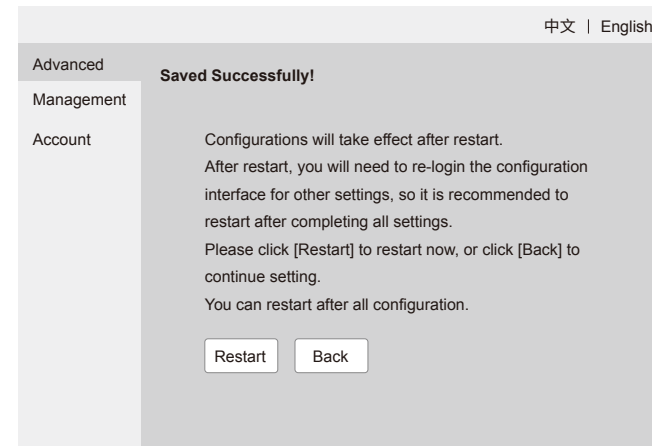 中文 | English
Advanced
Management
Account
Saved Successfully!
Configurations will take effect after restart.
After restart, you will need to re-login the configuration
interface for other settings, so it is recommended to
restart after completing all settings.
Please click [Restart] to restart now, or click [Back] to
continue setting.
You can restart after all configuration.
Restart Back